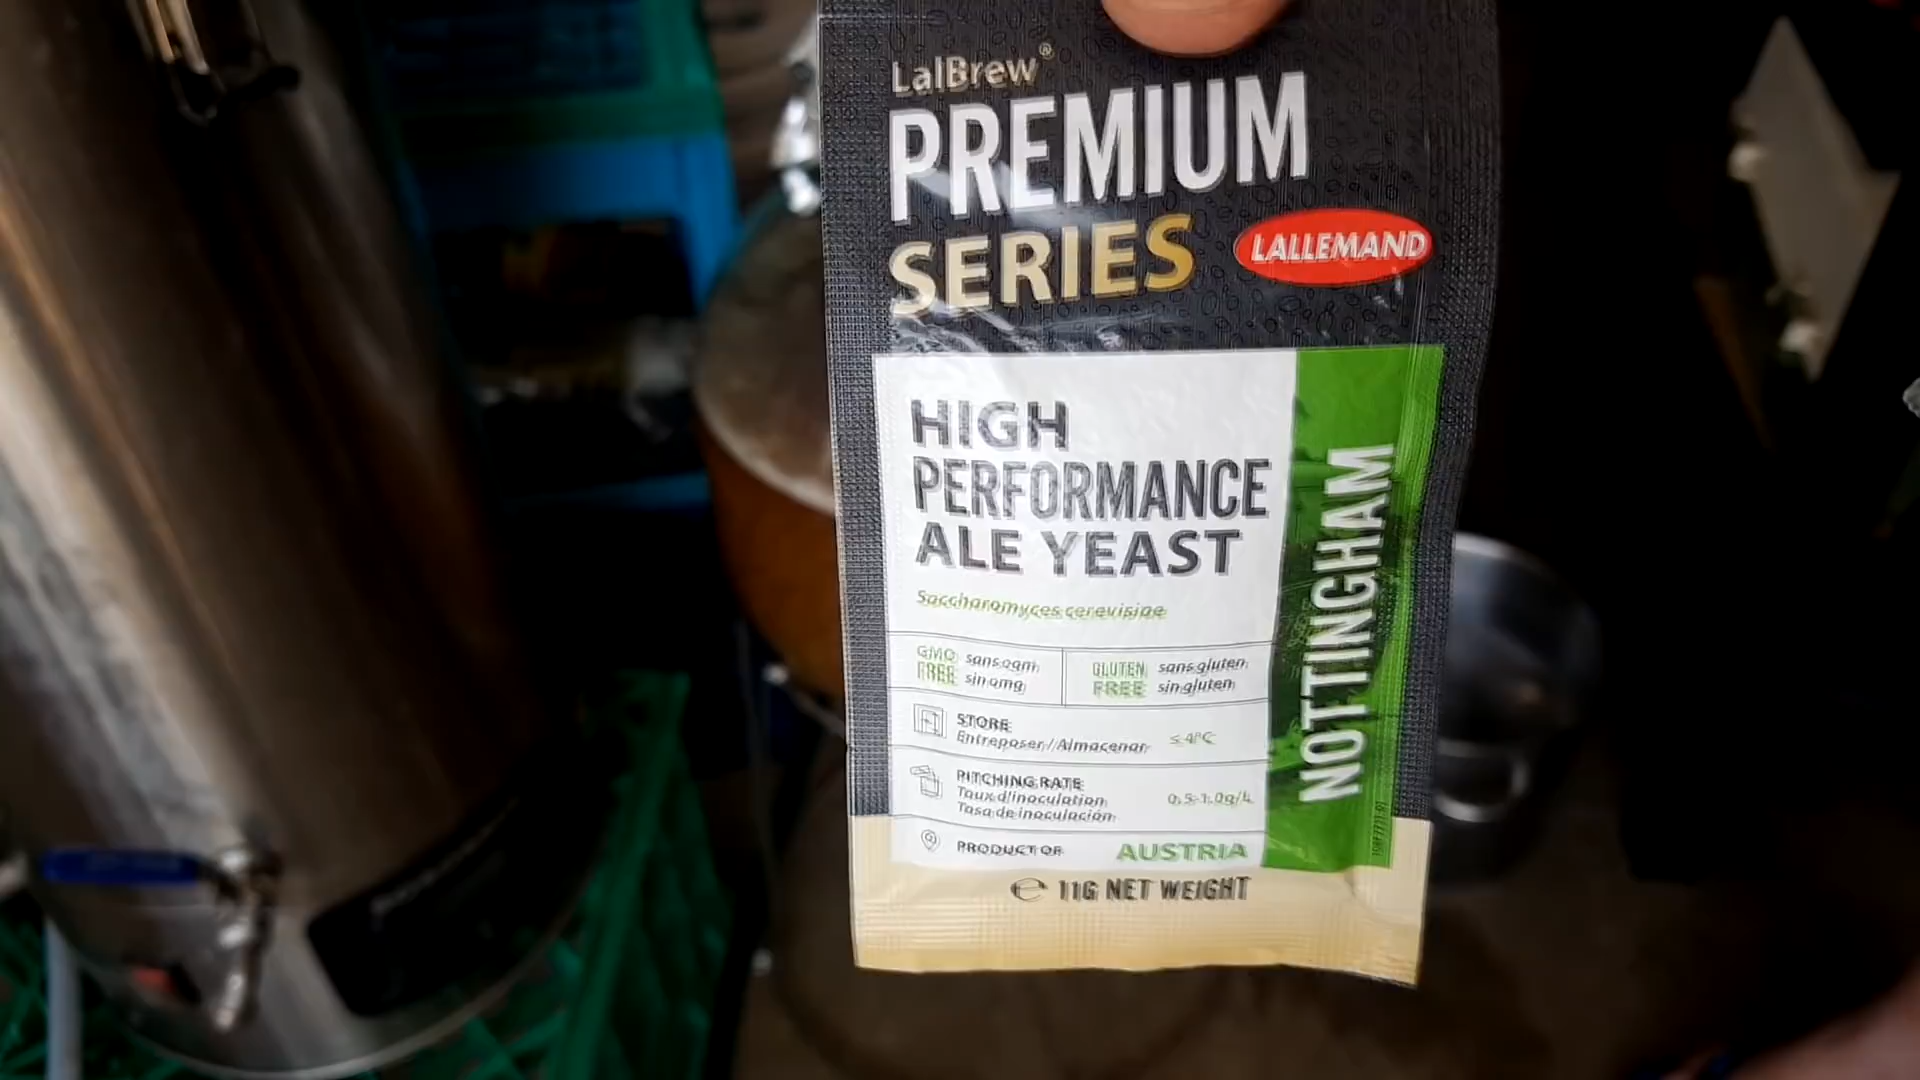 LalBrew®
PREMIUM
SERIES
LALLEMAND
HIGH
PERFORMANCE
ALE YEAST
Saccharomyces cerevisiae
GMO FREE
sans ogm
sin omg
GLUTEN FREE
sans gluten
sin gluten
STORE
Entreposer / Almacenar
≤ 4°C
PITCHING RATE
Taux d'inoculation
Tasa de inoculación
0,5-1.0g/L
PRODUCT OF
AUSTRIA
℮ 11G NET WEIGHT
NOTTINGHAM